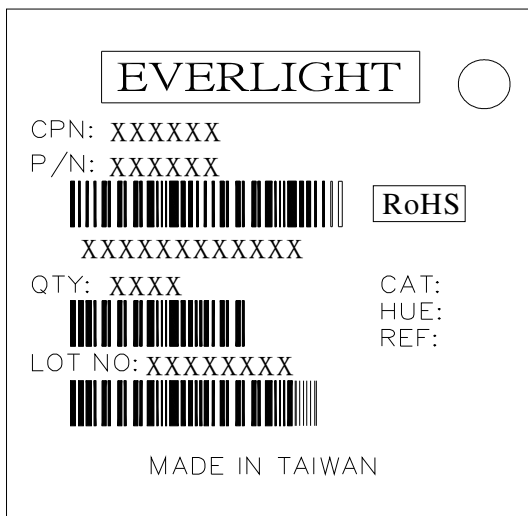 EVERLIGHT
CPN: XXXXXX
P/N: XXXXXX
RoHS
XXXXXXXXXXXX
QTY: XXXX
CAT:
HUE:
REF:
LOT NO: XXXXXXXX
MADE IN TAIWAN